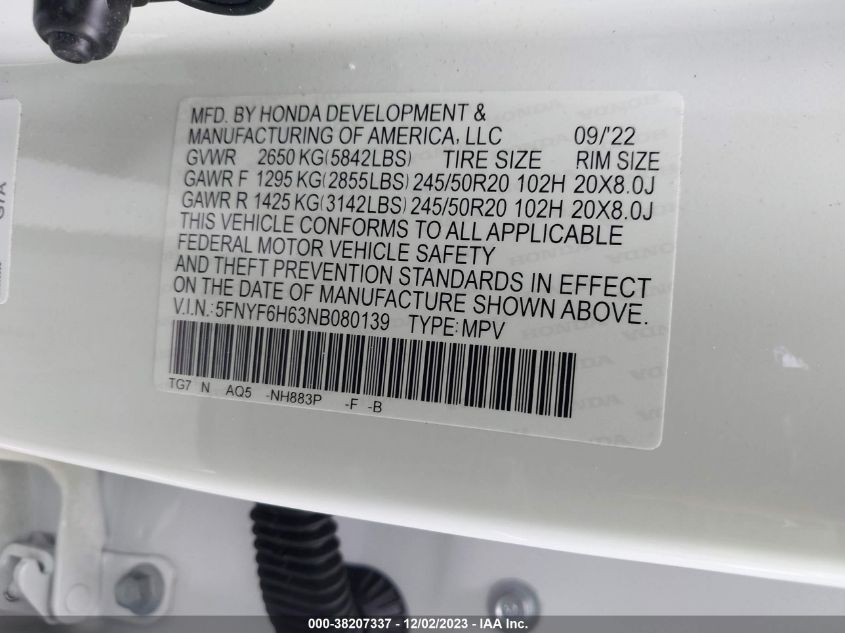 MFD. BY HONDA DEVELOPMENT &
MANUFACTURING OF AMERICA, LLC 09/'22
GVWR 2650 KG(5842LBS) TIRE SIZE RIM SIZE
GAWR F 1295 KG(2855LBS) 245/50R20 102H 20X8.0J
GAWR R 1425 KG(3142LBS) 245/50R20 102H 20X8.0J
THIS VEHICLE CONFORMS TO ALL APPLICABLE
FEDERAL MOTOR VEHICLE SAFETY
AND THEFT PREVENTION STANDARDS IN EFFECT
ON THE DATE OF MANUFACTURE SHOWN ABOVE.
V.I.N.: 5FNYF6H63NB080139 TYPE: MPV
TG7 N AQ5 -NH883P -F -B
000-38207337 - 12/02/2023 - IAA Inc.